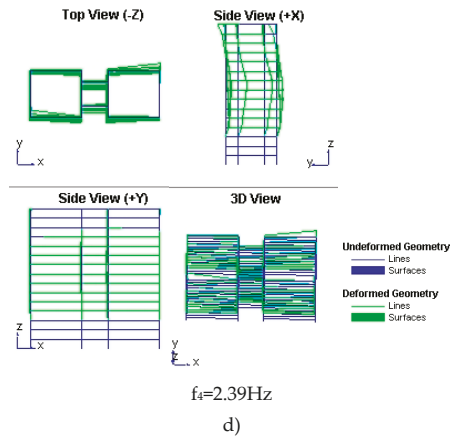 Top View (-Z)
Side View (+X)
y
x
z
y
Side View (+Y)
3D View
Undeformed Geometry
Lines
Surfaces
Deformed Geometry
Lines
Surfaces
z
x
y
z
x
f₄=2.39Hz
d)